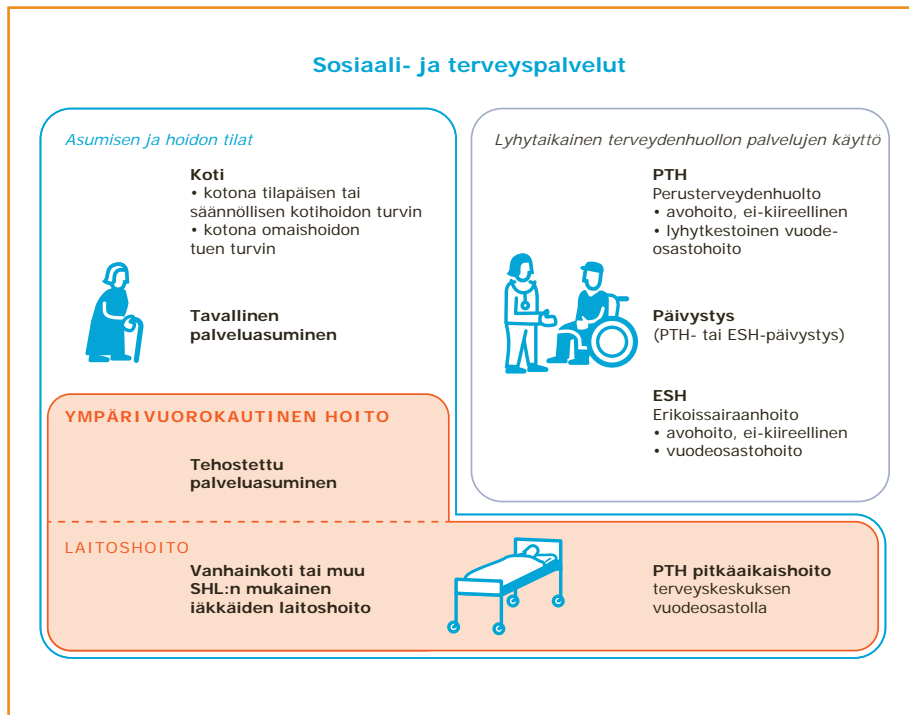 Sosiaali- ja terveyspalvelut
Asumisen ja hoidon tilat
Koti
• kotona tilapäisen tai
säännöllisen kotihoidon turvin
• kotona omaishoidon
tuen turvin
Tavallinen
palveluasuminen
YMPÄRIVUOROKAUTINEN HOITO
Tehostettu
palveluasuminen
LAITOSHOITO
Vanhainkoti tai muu
SHL:n mukainen
iäkkäiden laitoshoito
Lyhytaikainen terveydenhuollon palvelujen käyttö
PTH
Perusterveydenhuolto
• avohoito, ei-kiireellinen
• lyhytkestoinen vuode-
osastohoito
Päivystys
(PTH- tai ESH-päivystys)
ESH
Erikoissairaanhoito
• avohoito, ei-kiireellinen
• vuodeosastohoito
PTH pitkäaikaishoito
terveyskeskuksen
vuodeosastolla